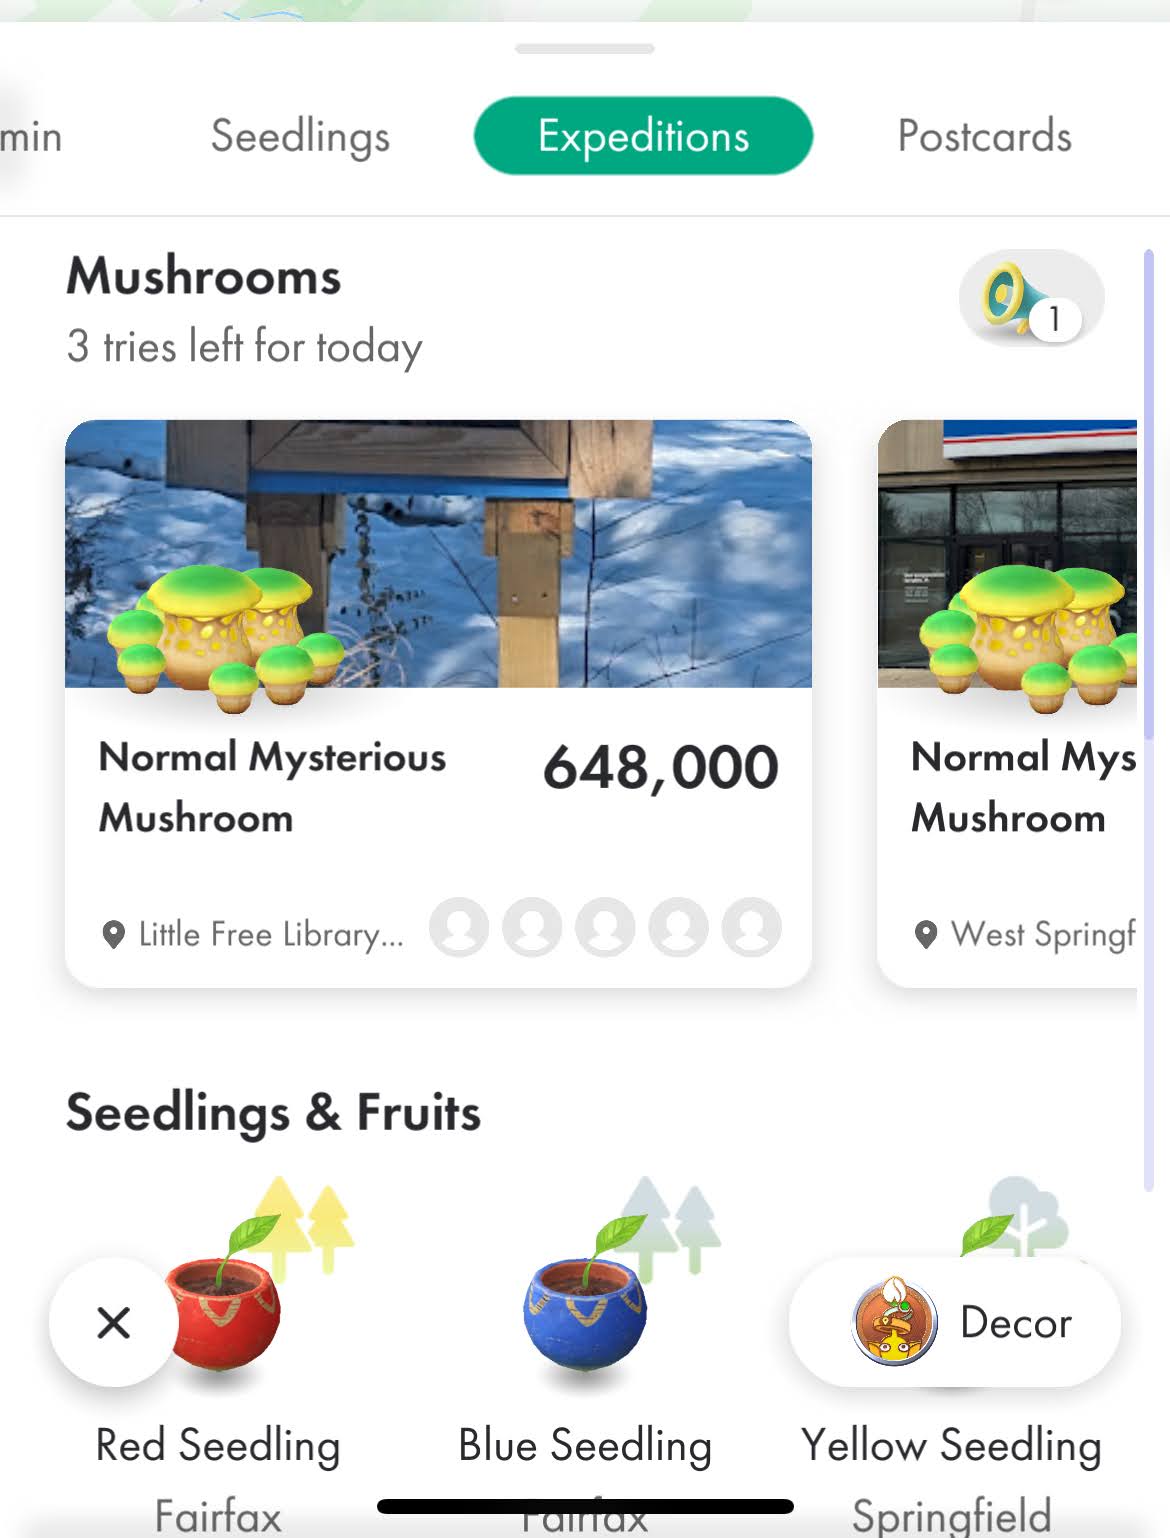 min
Seedlings
Expeditions
Postcards
Mushrooms
3 tries left for today
1
Normal Mysterious
Mushroom
648,000
Little Free Library...
Normal Mys
Mushroom
West Springf
Seedlings & Fruits
Decor
Red Seedling
Blue Seedling
Yellow Seedling
Fairfax
Fairfax
Springfield